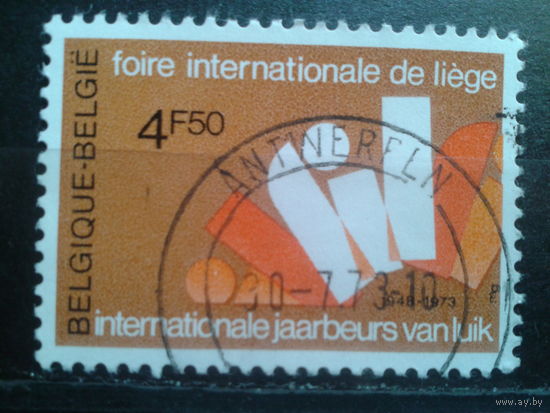 foire internationale de liège
4F50
BELGIQUE-BELGIË
ANTWERPEN
0-7.73-10
1948-1973
internationale jaarbeurs van luik
www.ay.by